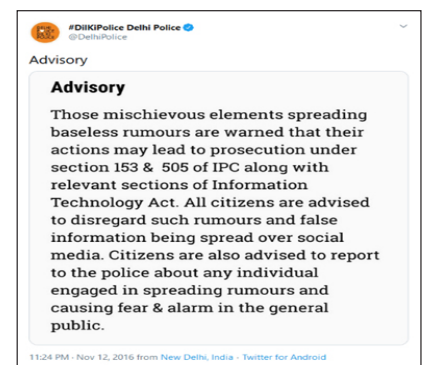 #DilKiPolice Delhi Police
@DelhiPolice
Advisory
Advisory
Those mischievous elements spreading
baseless rumours are warned that their
actions may lead to prosecution under
section 153 & 505 of IPC along with
relevant sections of Information
Technology Act. All citizens are advised
to disregard such rumours and false
information being spread over social
media. Citizens are also advised to report
to the police about any individual
engaged in spreading rumours and
causing fear & alarm in the general
public.
11:24 PM - Nov 12, 2016 from New Delhi, India - Twitter for Android